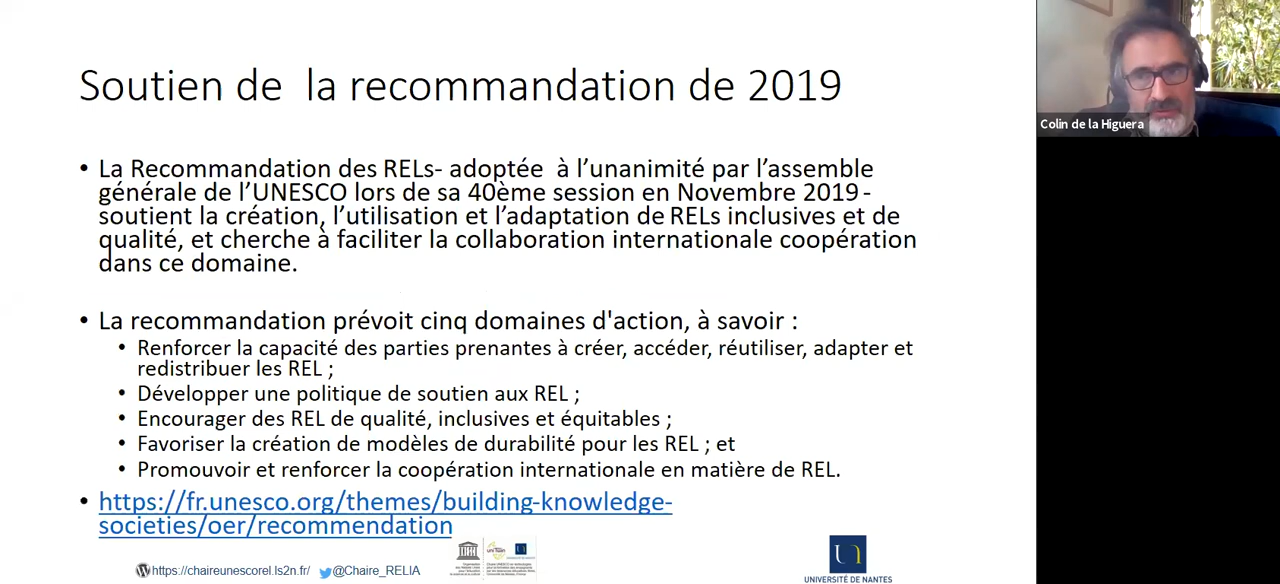 Soutien de  la recommandation de 2019
Colin de la Higuera
• La Recommandation des RELs- adoptée  à l’unanimité par l’assemble
générale de l’UNESCO lors de sa 40ème session en Novembre 2019-
soutient la création, l’utilisation et l’adaptation de RELs inclusives et de
qualité, et cherche à faciliter la collaboration internationale coopération
dans ce domaine.
• La recommandation prévoit cinq domaines d'action, à savoir :
• Renforcer la capacité des parties prenantes à créer, accéder, réutiliser, adapter et
redistribuer les REL ;
• Développer une politique de soutien aux REL ;
• Encourager des REL de qualité, inclusives et équitables ;
• Favoriser la création de modèles de durabilité pour les REL ; et
• Promouvoir et renforcer la coopération internationale en matière de REL.
• https://fr.unesco.org/themes/building-knowledge-
societies/oer/recommendation
https://chaireunescorel.ls2n.fr/ @Chaire_RELIA
UNIVERSITÉ DE NANTES